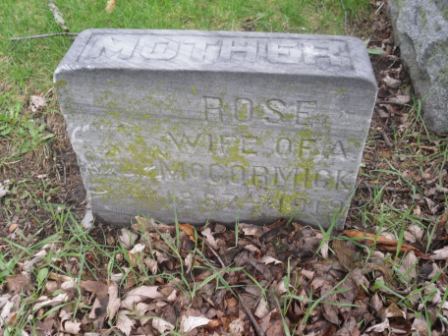 MOTHER
ROSE
WIFE OF A
MCCORMICK